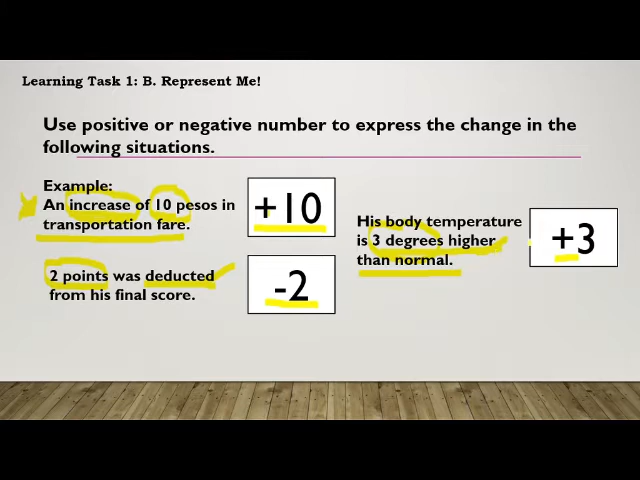 Learning Task 1: B. Represent Me!
Use positive or negative number to express the change in the
following situations.
Example:
An increase of 10 pesos in
transportation fare.
+10
2 points was deducted
from his final score.
-2
His body temperature
is 3 degrees higher
than normal.
+3